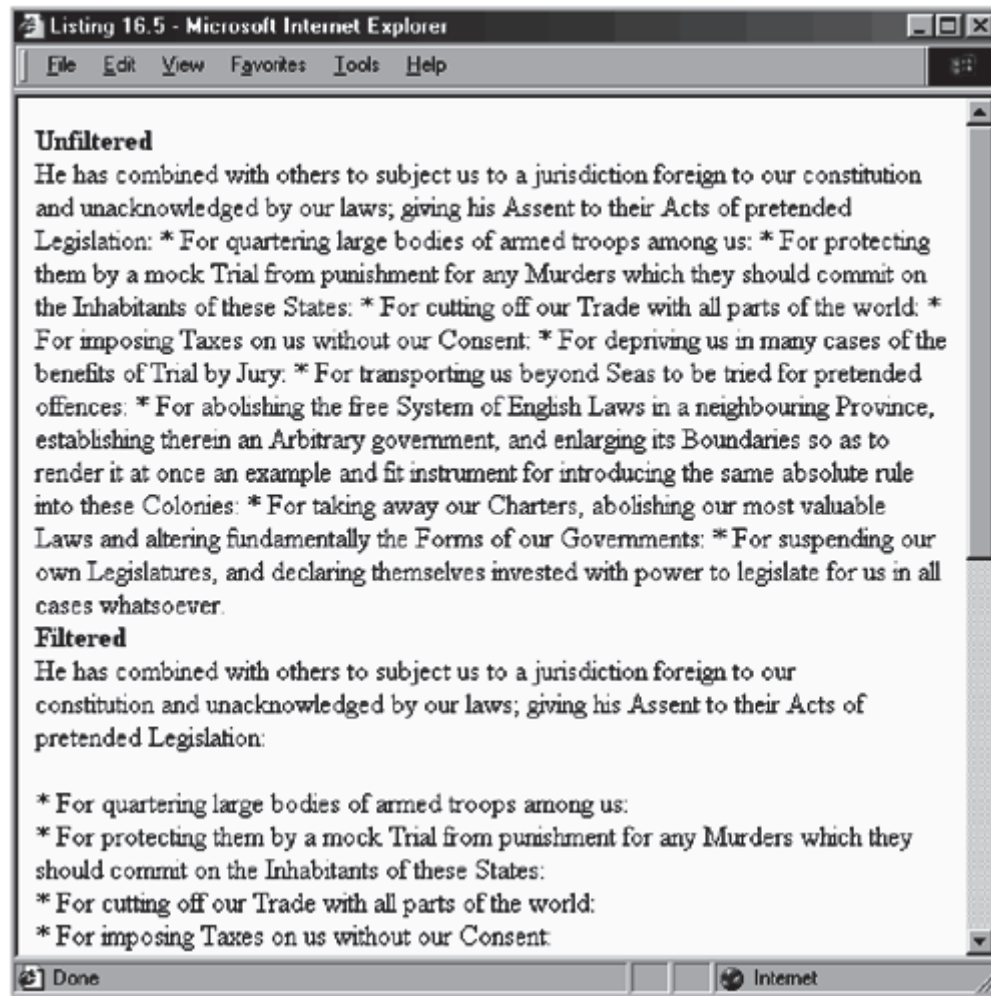 Listing 16.5 - Microsoft Internet Explorer
File Edit View Favorites Tools Help
Unfiltered
He has combined with others to subject us to a jurisdiction foreign to our constitution
and unacknowledged by our laws; giving his Assent to their Acts of pretended
Legislation: * For quartering large bodies of armed troops among us: * For protecting
them by a mock Trial from punishment for any Murders which they should commit on
the Inhabitants of these States: * For cutting off our Trade with all parts of the world: *
For imposing Taxes on us without our Consent: * For depriving us in many cases of the
benefits of Trial by Jury: * For transporting us beyond Seas to be tried for pretended
offences: * For abolishing the free System of English Laws in a neighbouring Province,
establishing therein an Arbitrary government, and enlarging its Boundaries so as to
render it at once an example and fit instrument for introducing the same absolute rule
into these Colonies: * For taking away our Charters, abolishing our most valuable
Laws and altering fundamentally the Forms of our Governments: * For suspending our
own Legislatures, and declaring themselves invested with power to legislate for us in all
cases whatsoever.
Filtered
He has combined with others to subject us to a jurisdiction foreign to our
constitution and unacknowledged by our laws; giving his Assent to their Acts of
pretended Legislation:
* For quartering large bodies of armed troops among us:
* For protecting them by a mock Trial from punishment for any Murders which they
should commit on the Inhabitants of these States:
* For cutting off our Trade with all parts of the world:
* For imposing Taxes on us without our Consent:
Done Internet